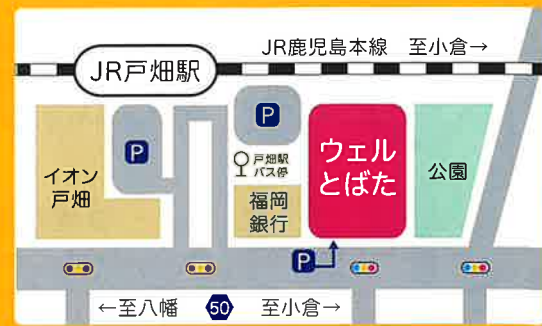 JR鹿児島本線 至小倉→
JR戸畑駅
P
P
戸畑駅
バス停
イオン
戸畑
福岡
銀行
ウェル
とばた
公園
P
←至八幡 50 至小倉→